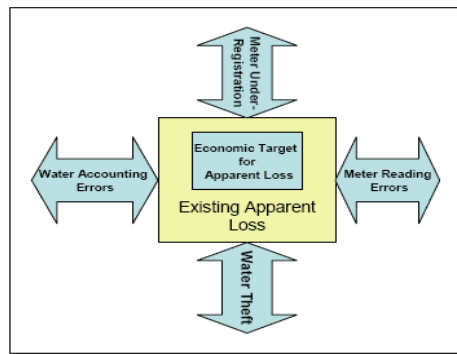 Meter Under-
Registration
Economic Target
for
Apparent Loss
Water Accounting
Errors
Meter Reading
Errors
Existing Apparent
Loss
Water Theft